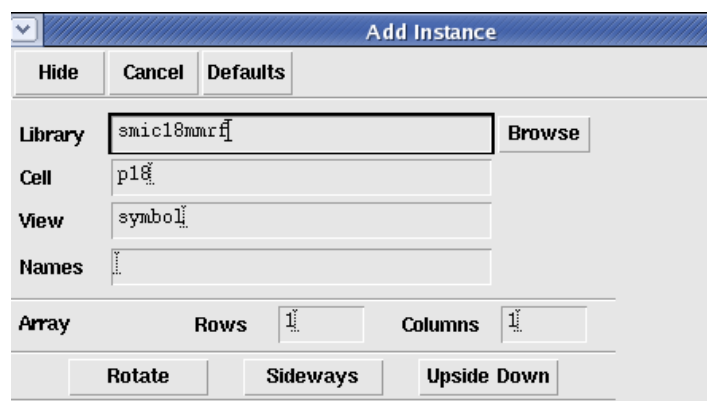 Add Instance
Hide Cancel Defaults
Library smic18mmrf Browse
Cell p18
View symbol
Names
Array Rows 1 Columns 1
Rotate Sideways Upside Down